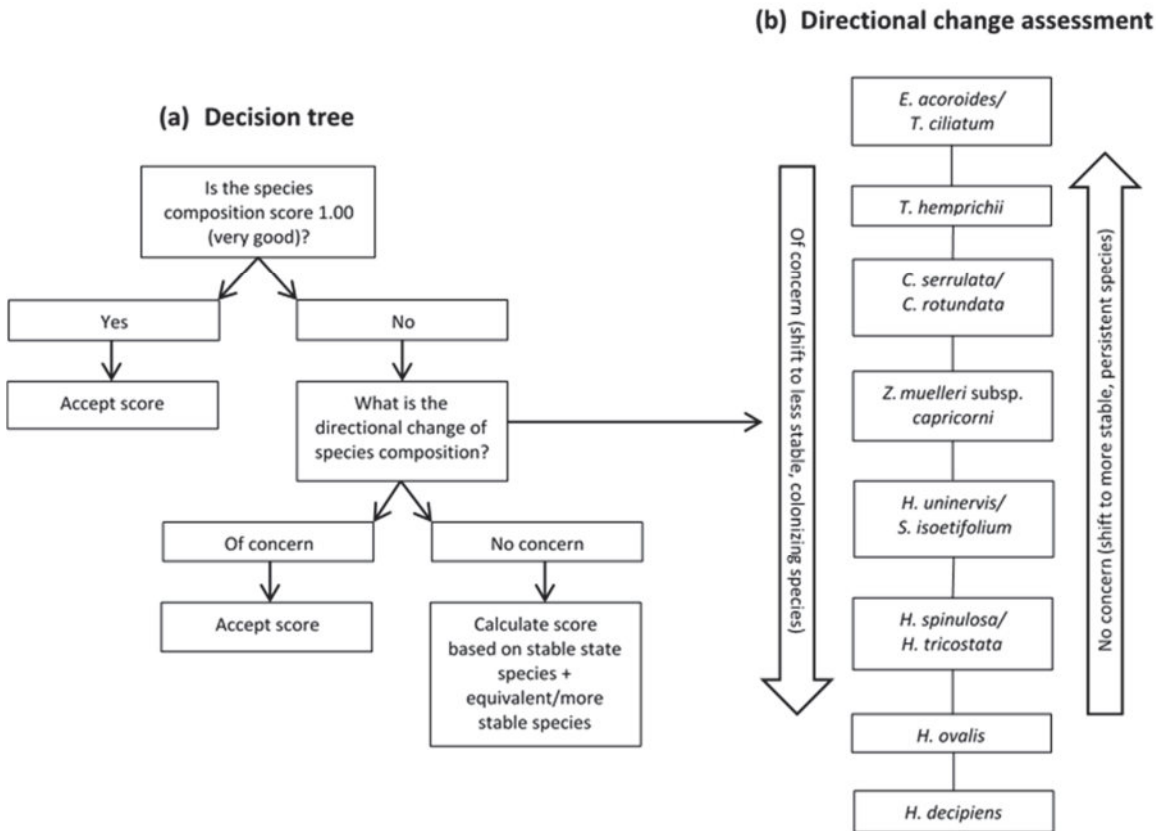 (a) Decision tree
Is the species
composition score 1.00
(very good)?
Yes
No
Accept score
What is the
directional change of
species composition?
Of concern
No concern
Accept score
Calculate score
based on stable state
species +
equivalent/more
stable species
(b) Directional change assessment
Of concern (shift to less stable, colonizing species)
E. acoroides/
T. ciliatum
T. hemprichii
C. serrulata/
C. rotundata
Z. muelleri subsp.
capricorni
H. uninervis/
S. isoetifolium
H. spinulosa/
H. tricostata
H. ovalis
H. decipiens
No concern (shift to more stable, persistent species)